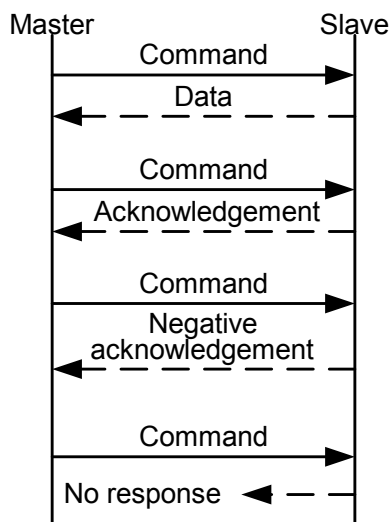 Master Slave
Command
Data
Command
Acknowledgement
Command
Negative
acknowledgement
Command
No response